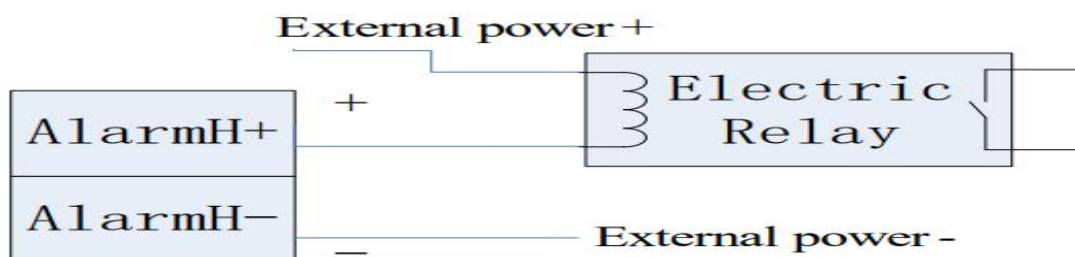 External power +
+
Electric
Relay
AlarmH+
AlarmH-
External power -
-